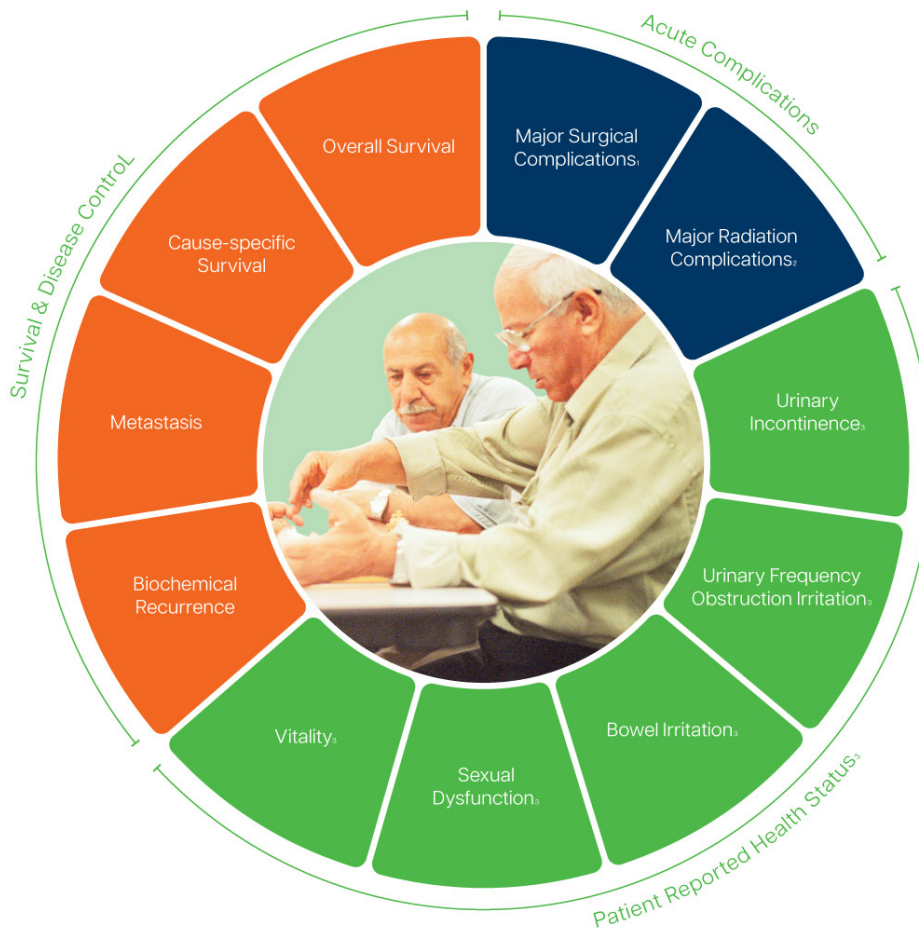 Acute Complications
Major Surgical
Complications₁
Major Radiation
Complications₂
Urinary
Incontinence₃
Urinary Frequency
Obstruction Irritation₃
Bowel Irritation₃
Sexual
Dysfunction₃
Vitality₃
Patient Reported Health Status₃
Biochemical
Recurrence
Metastasis
Cause-specific
Survival
Overall Survival
Survival & Disease ControL